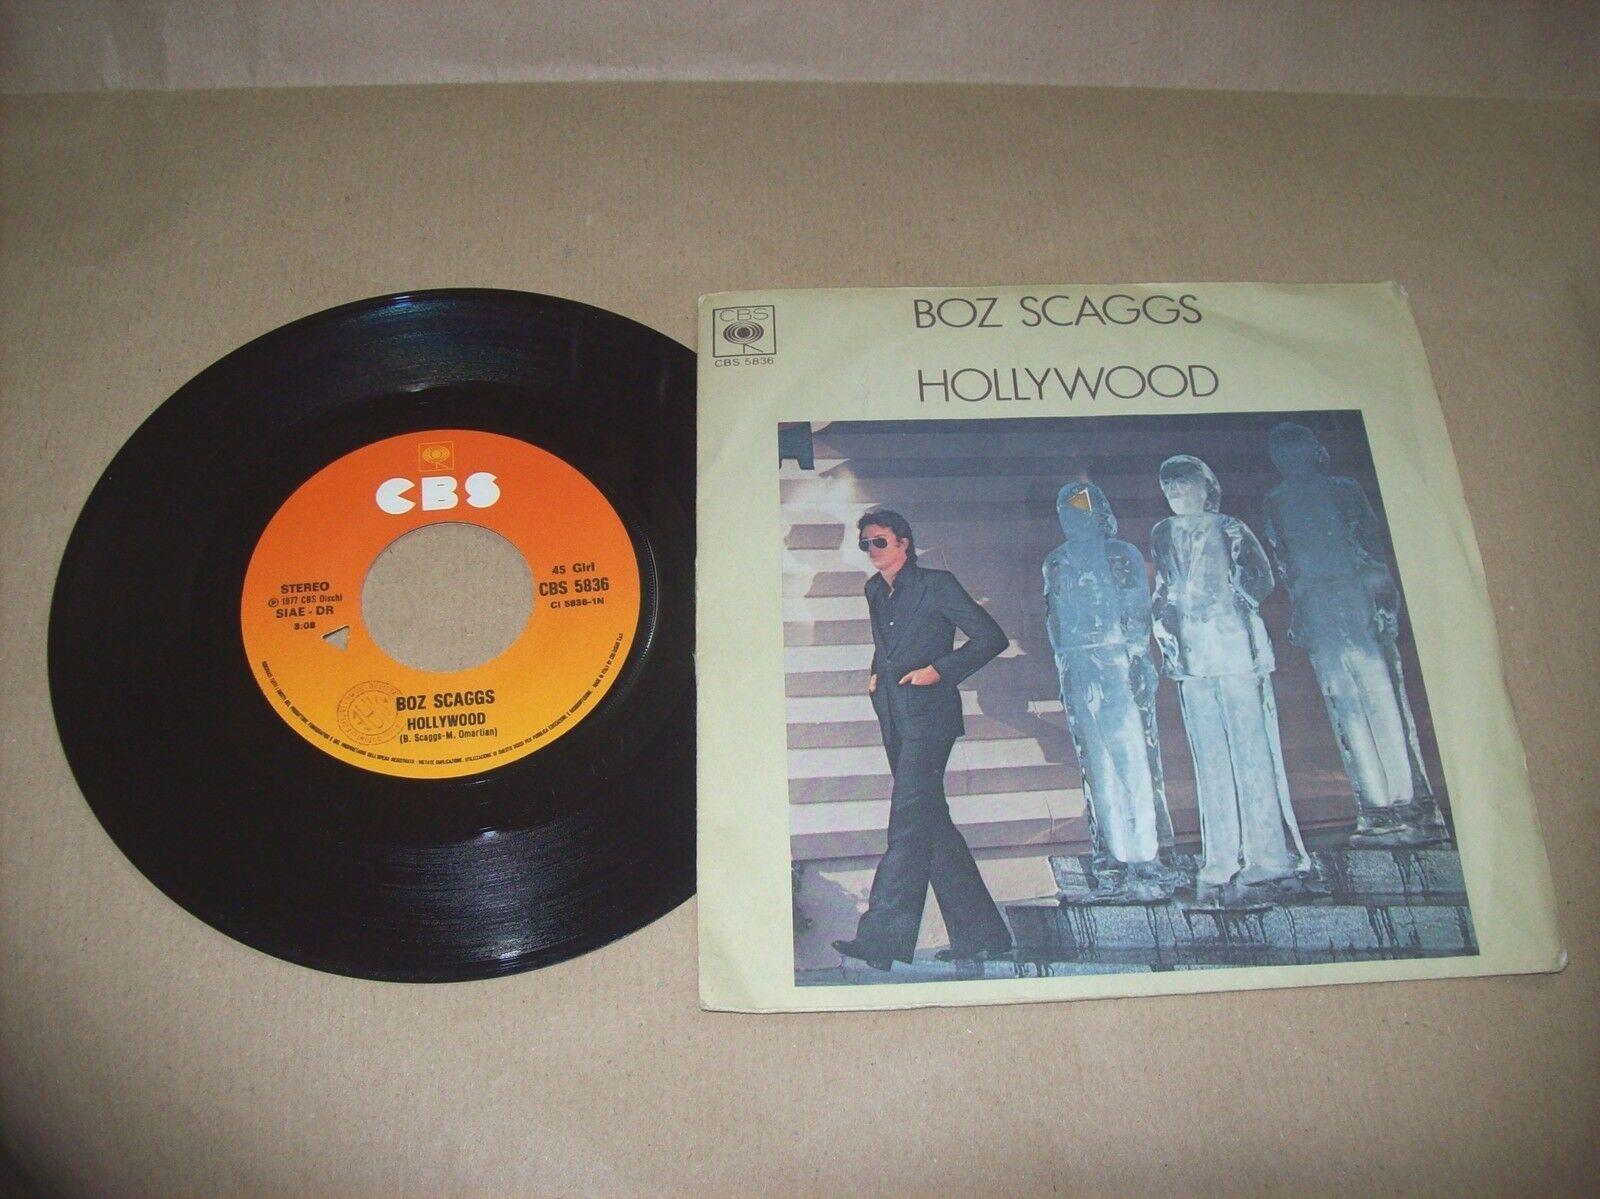 CBS
STEREO
℗ 1977 CBS Dischi
SIAE - DR
3:08
45 Giri
CBS 5836
CI 5836-1N
BOZ SCAGGS
HOLLYWOOD
(B. Scaggs-M. Omartian)
CBS
CBS 5836
BOZ SCAGGS
HOLLYWOOD